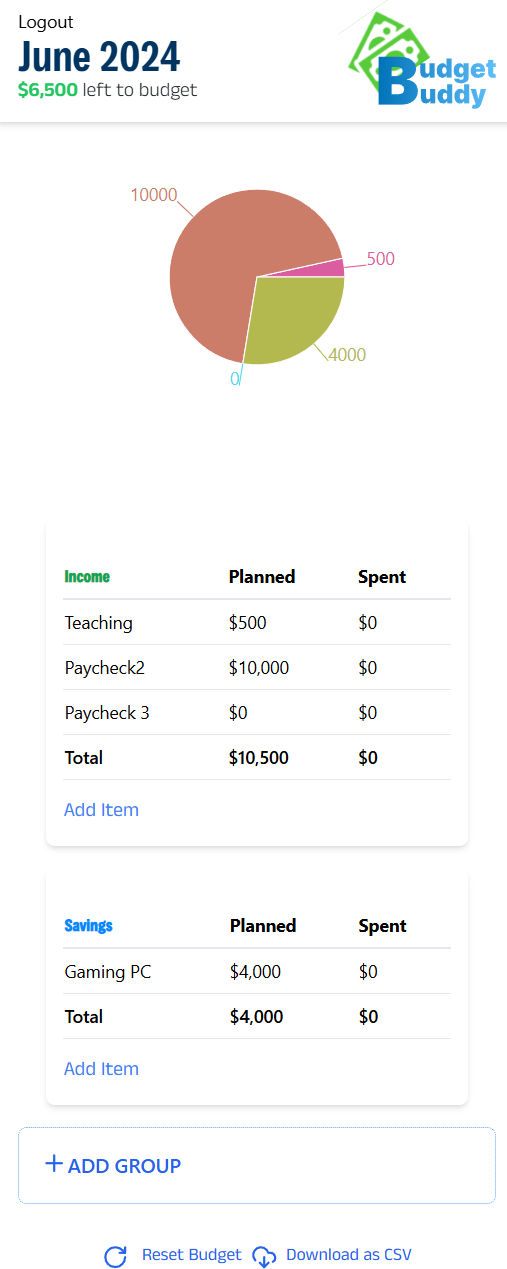 Logout
June 2024
$6,500 left to budget
Budget
Buddy
10000
500
4000
0
Income Planned Spent
Teaching $500 $0
Paycheck2 $10,000 $0
Paycheck 3 $0 $0
Total $10,500 $0
Add Item
Savings Planned Spent
Gaming PC $4,000 $0
Total $4,000 $0
Add Item
+ ADD GROUP
Reset Budget Download as CSV